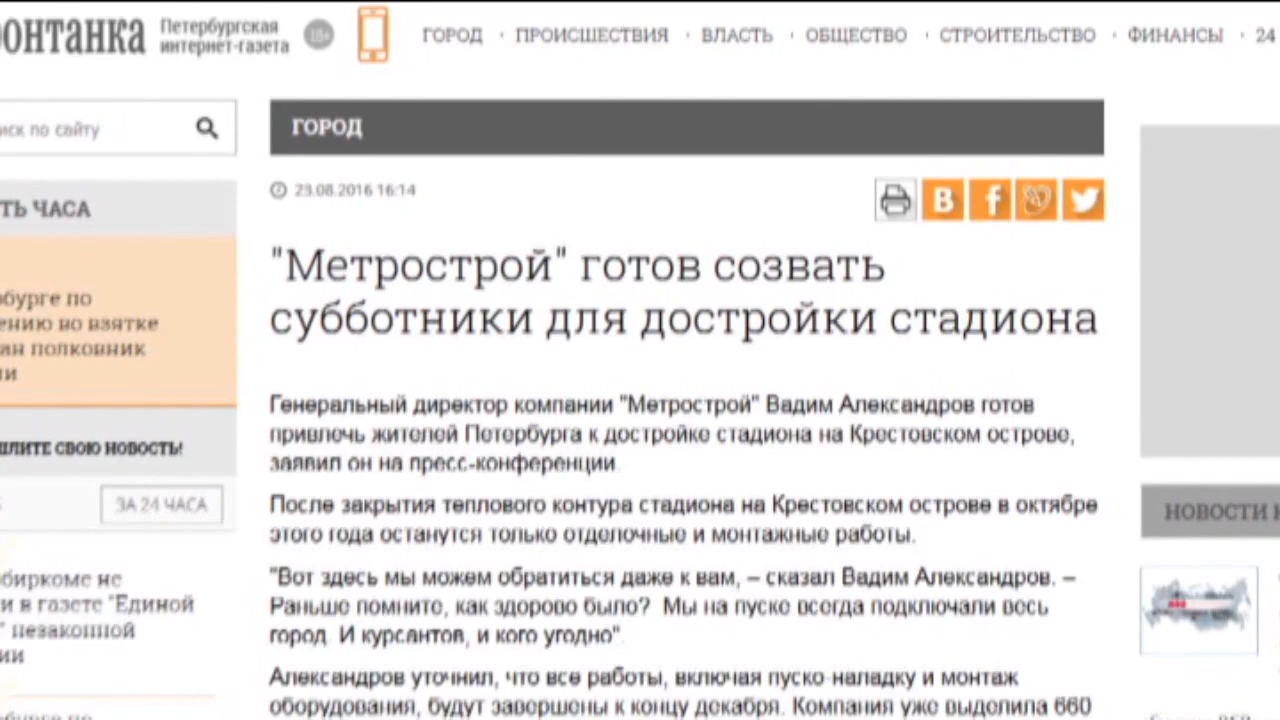 онтанка
Петербургская
интернет-газета
18+
ГОРОД · ПРОИСШЕСТВИЯ · ВЛАСТЬ · ОБЩЕСТВО · СТРОИТЕЛЬСТВО · ФИНАНСЫ · 24
иск по сайту
ГОРОД
23.08.2016 16:14
ТЬ ЧАСА
"Метрострой" готов созвать
субботники для достройки стадиона
бурге по
ению во взятке
ан полковник
ии
Генеральный директор компании "Метрострой" Вадим Александров готов
привлечь жителей Петербурга к достройке стадиона на Крестовском острове,
заявил он на пресс-конференции.
ШЛИТЕ СВОЮ НОВОСТЬ!
ЗА 24 ЧАСА
После закрытия теплового контура стадиона на Крестовском острове в октябре
этого года останутся только отделочные и монтажные работы.
НОВОСТИ
"Вот здесь мы можем обратиться даже к вам, – сказал Вадим Александров. –
Раньше помните, как здорово было? Мы на пуске всегда подключали весь
город. И курсантов, и кого угодно".
биркоме не
и в газете "Единой
" незаконной
ии
Александров уточнил, что все работы, включая пуско-наладку и монтаж
оборудования, будут завершены к концу декабря. Компания уже выделила 660